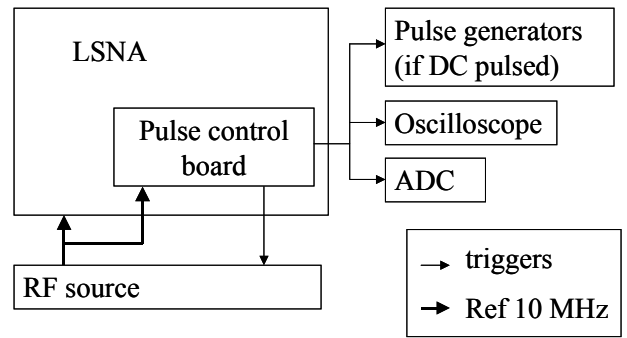 LSNA
Pulse control
board
Pulse generators
(if DC pulsed)
Oscilloscope
ADC
RF source
triggers
Ref 10 MHz